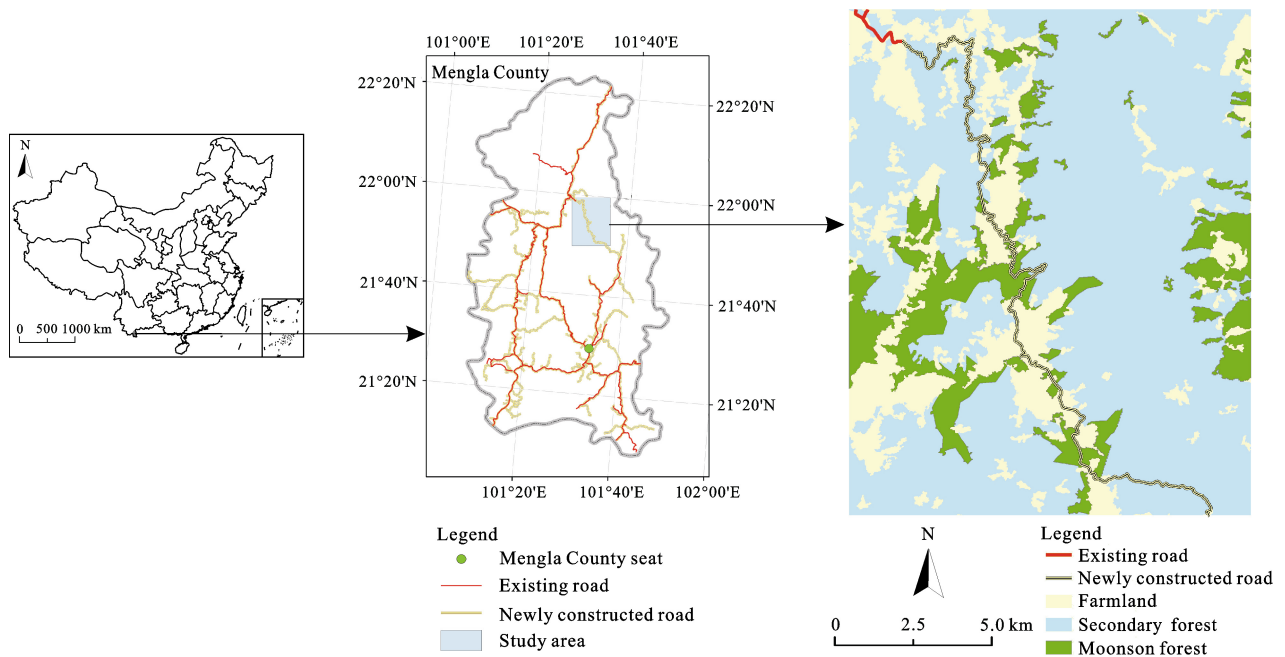 N
0 500 1000 km
101°00'E 101°20'E 101°40'E
Mengla County
22°20'N
22°00'N
21°40'N
21°20'N
22°20'N
22°00'N
21°40'N
21°20'N
101°20'E 101°40'E 102°00'E
Legend
Mengla County seat
Existing road
Newly constructed road
Study area
N
0 2.5 5.0 km
Legend
Existing road
Newly constructed road
Farmland
Secondary forest
Moonson forest